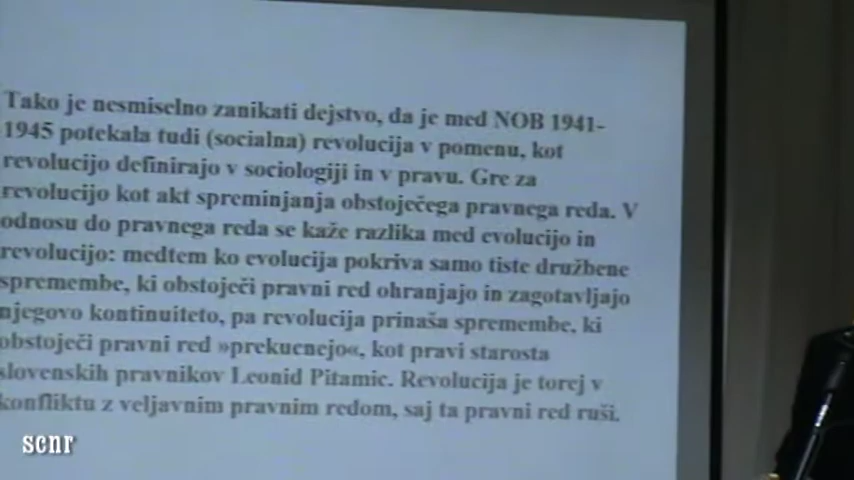 Tako je nesmiselno zanikati dejstvo, da je med NOB 1941-
1945 potekala tudi (socialna) revolucija v pomenu, kot
revolucijo definirajo v sociologiji in v pravu. Gre za
revolucijo kot akt spreminjanja obstoječega pravnega reda. V
odnosu do pravnega reda se kaže razlika med evolucijo in
revolucijo: medtem ko evolucija pokriva samo tiste družbene
spremembe, ki obstoječi pravni red ohranjajo in zagotavljajo
njegovo kontinuiteto, pa revolucija prinaša spremembe, ki
obstoječi pravni red »prekucnejo«, kot pravi starosta
slovenskih pravnikov Leonid Pitamic. Revolucija je torej v
konfliktu z veljavnim pravnim redom, saj ta pravni red ruši.
scnr